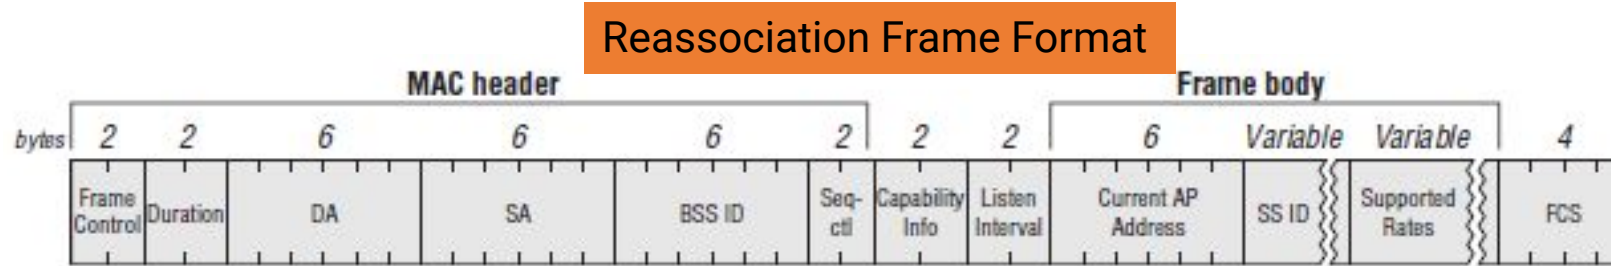 Reassociation Frame Format
MAC header
Frame body
bytes 2 2 6 6 6 2 2 2 6 Variable Variable 4
Frame Control
Duration
DA
SA
BSS ID
Seq-ctl
Capability Info
Listen Interval
Current AP Address
SS ID
Supported Rates
FCS